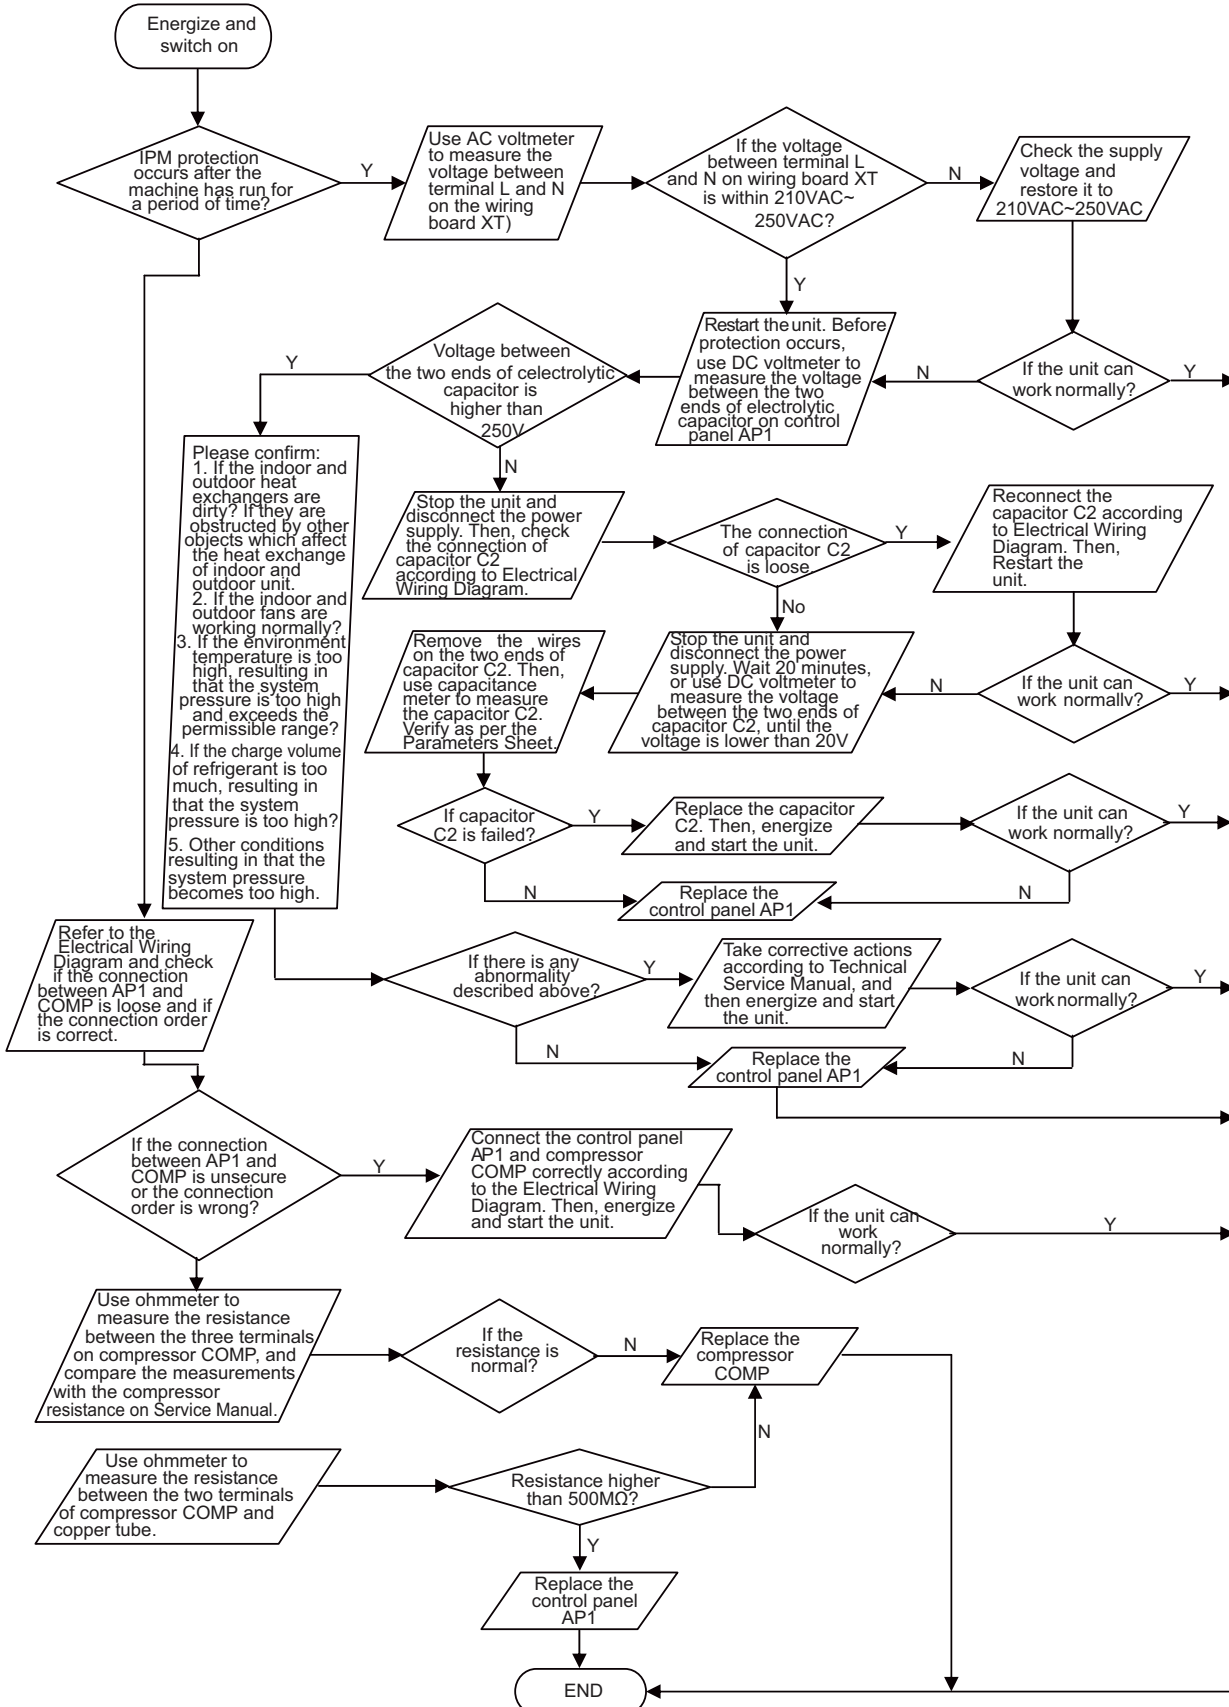 Energize and
switch on
IPM protection
occurs after the
machine has run for
a period of time?
Y
Use AC voltmeter
to measure the
voltage between
terminal L and N
on the wiring
board XT)
If the voltage
between terminal L
and N on wiring board XT
is within 210VAC~
250VAC?
N
Check the supply
voltage and
restore it to
210VAC~250VAC
Y
If the unit can
work normally?
Y
N
Restart the unit. Before
protection occurs,
use DC voltmeter to
measure the voltage
between the two
ends of electrolytic
capacitor on control
panel AP1
Voltage between
the two ends of celectrolytic
capacitor is
higher than
250V
Y
N
Please confirm:
1. If the indoor and
outdoor heat
exchangers are
dirty? If they are
obstructed by other
objects which affect
the heat exchange
of indoor and
outdoor unit.
2. If the indoor and
outdoor fans are
working normally?
3. If the environment
temperature is too
high, resulting in
that the system
pressure is too high
and exceeds the
permissible range?
4. If the charge volume
of refrigerant is too
much, resulting in
that the system
pressure is too high?
5. Other conditions
resulting in that the
system pressure
becomes too high.
Stop the unit and
disconnect the power
supply. Then, check
the connection of
capacitor C2
according to Electrical
Wiring Diagram.
The connection
of capacitor C2
is loose.
Y
Reconnect the
capacitor C2 according
to Electrical Wiring
Diagram. Then,
Restart the
unit.
No
If the unit can
work normally?
Y
N
Stop the unit and
disconnect the power
supply. Wait 20 minutes,
or use DC voltmeter to
measure the voltage
between the two ends of
capacitor C2, until the
voltage is lower than 20V
Remove the wires
on the two ends of
capacitor C2. Then,
use capacitance
meter to measure
the capacitor C2.
Verify as per the
Parameters Sheet.
If capacitor
C2 is failed?
Y
Replace the capacitor
C2. Then, energize
and start the unit.
If the unit can
work normally?
Y
N
N
Replace the
control panel AP1
Refer to the
Electrical Wiring
Diagram and check
if the connection
between AP1 and
COMP is loose and if
the connection order
is correct.
If there is any
abnormality
described above?
Y
Take corrective actions
according to Technical
Service Manual, and
then energize and start
the unit.
If the unit can
work normally?
Y
N
N
Replace the
control panel AP1
If the connection
between AP1 and
COMP is unsecure
or the connection
order is wrong?
Y
Connect the control panel
AP1 and compressor
COMP correctly according
to the Electrical Wiring
Diagram. Then, energize
and start the unit.
If the unit can
work
normally?
Y
Use ohmmeter to
measure the resistance
between the three terminals
on compressor COMP, and
compare the measurements
with the compressor
resistance on Service Manual.
If the
resistance is
normal?
N
Replace the
compressor
COMP
N
Use ohmmeter to
measure the resistance
between the two terminals
of compressor COMP and
copper tube.
Resistance higher
than 500MΩ?
Y
Replace the
control panel
AP1
END